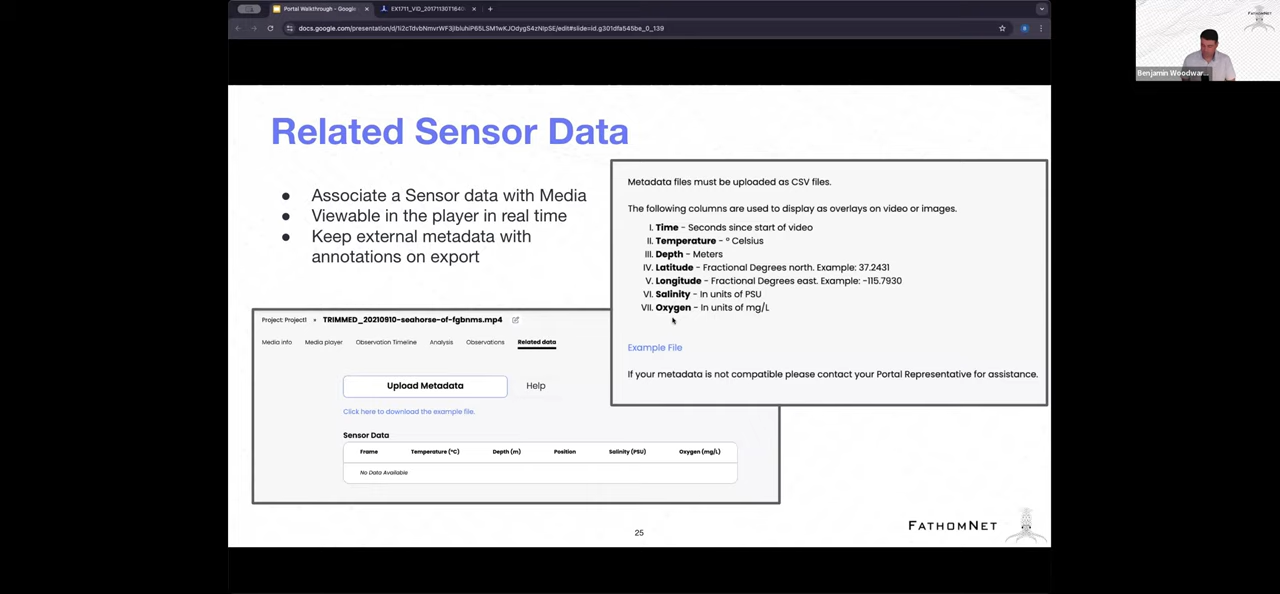 Portal Walkthrough - Google
EX1711_VID_20171130T1640
FATHOMNET
Benjamin Woodwar...
Related Sensor Data
● Associate a Sensor data with Media
● Viewable in the player in real time
● Keep external metadata with
annotations on export
Metadata files must be uploaded as CSV files.
The following columns are used to display as overlays on video or images.
I. Time - Seconds since start of video
II. Temperature - ° Celsius
III. Depth - Meters
IV. Latitude - Fractional Degrees north. Example: 37.2431
V. Longitude - Fractional Degrees east. Example: -115.7930
VI. Salinity - In units of PSU
VII. Oxygen - In units of mg/L
Example File
If your metadata is not compatible please contact your Portal Representative for assistance.
Project: Project1 • TRIMMED_20210910-seahorse-of-fgbnms.mp4
Media info Media player Observation Timeline Analysis Observations Related data
Upload Metadata Help
Click here to download the example file.
Sensor Data
Frame Temperature (°C) Depth (m) Position Salinity (PSU) Oxygen (mg/L)
No Data Available
25
FATHOMNET